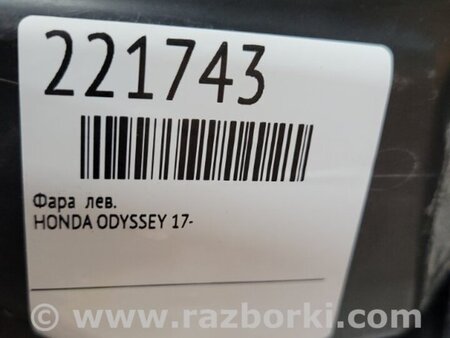 221743
Фара лев.
HONDA ODYSSEY 17-
© www.razborki.com